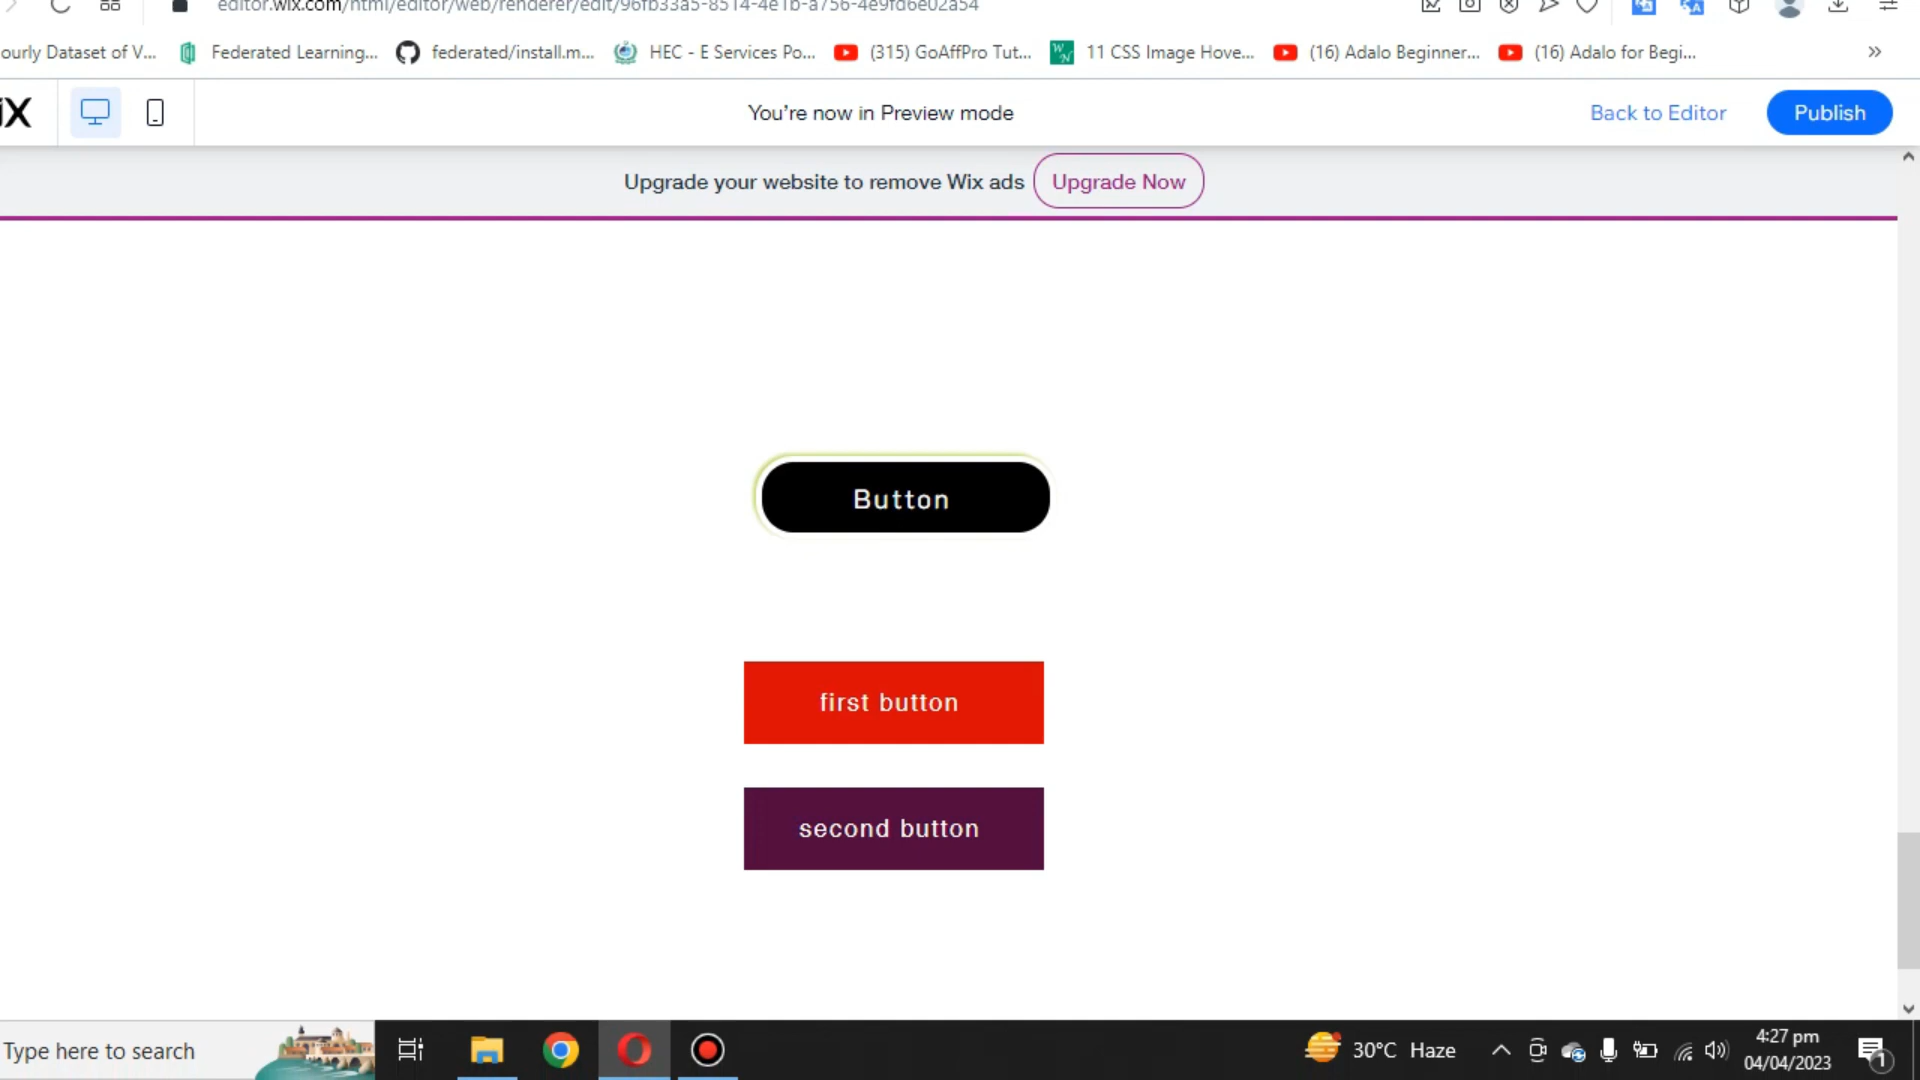 editor.wix.com/html/editor/web/renderer/edit/96fb33a5-8514-4e1b-a756-4e9fd6e02a54
ourly Dataset of V... Federated Learning... federated/install.m... HEC - E Services Po... (315) GoAffPro Tut... 11 CSS Image Hove... (16) Adalo Beginner... (16) Adalo for Begi... »
iX You're now in Preview mode Back to Editor Publish
Upgrade your website to remove Wix ads Upgrade Now
Button
first button
second button
Type here to search 30°C Haze 4:27 pm
04/04/2023 1